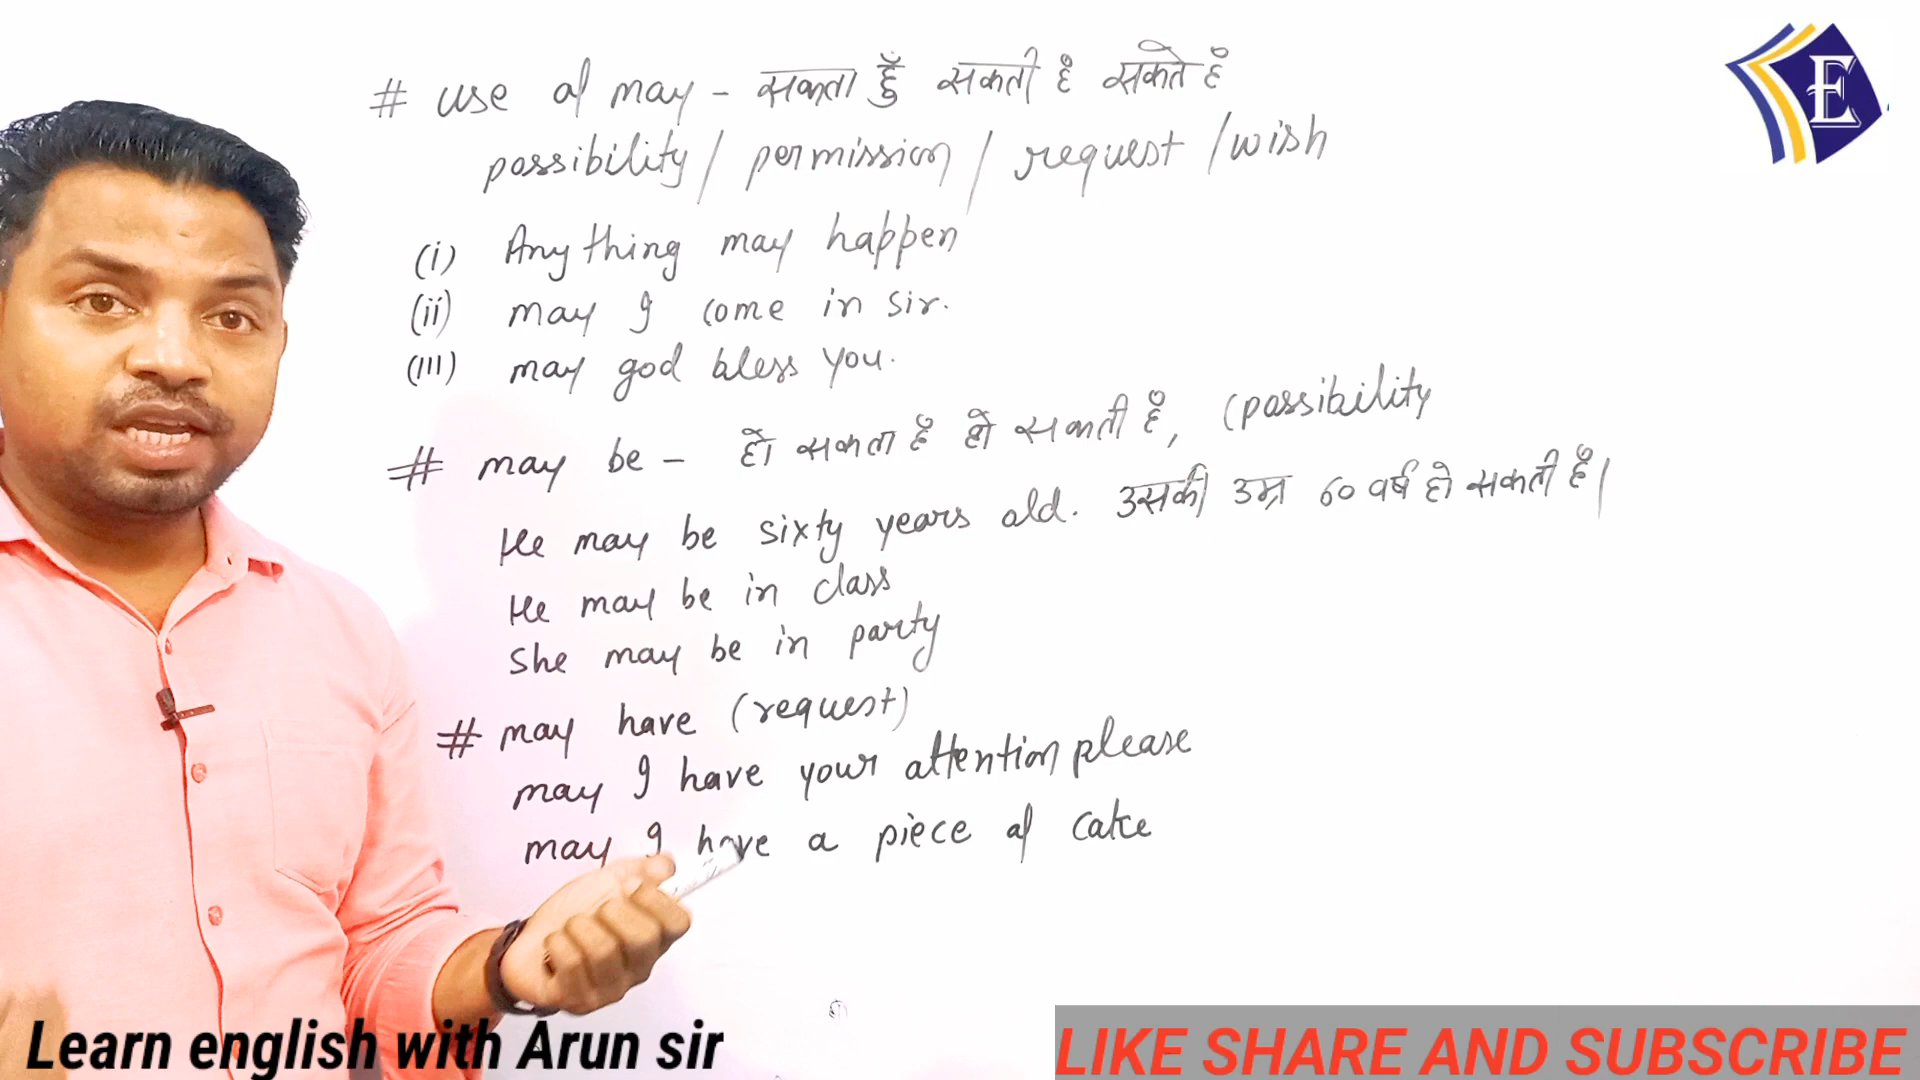 # use of may - सकता हूँ सकती है सकते है
possibility / permission / request / wish
(i) Any thing may happen
(ii) may I come in sir.
(iii) may god bless you.
# may be - हो सकता है हो सकती है, (possibility
He may be sixty years old. उसकी उम्र 60 वर्ष हो सकती है।
He may be in class
She may be in party
# may have (request)
may I have your attention please
may I have a piece of cake
E
Learn english with Arun sir
LIKE SHARE AND SUBSCRIBE